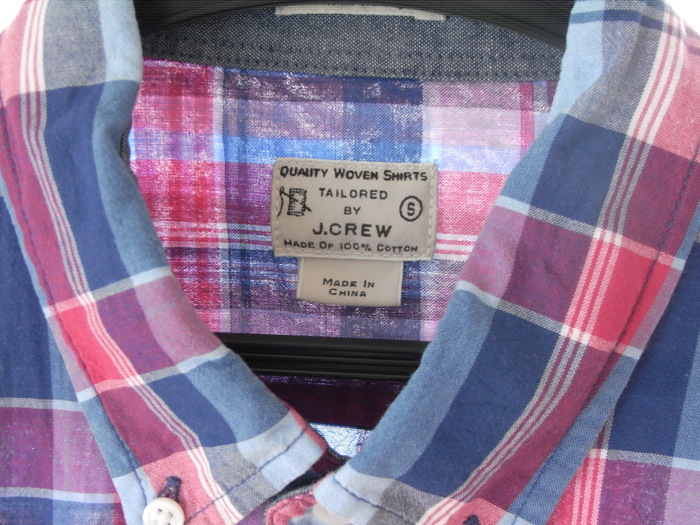 QUALITY WOVEN SHIRTS
TAILORED
BY
S
J.CREW
MADE OF 100% COTTON
MADE IN
CHINA